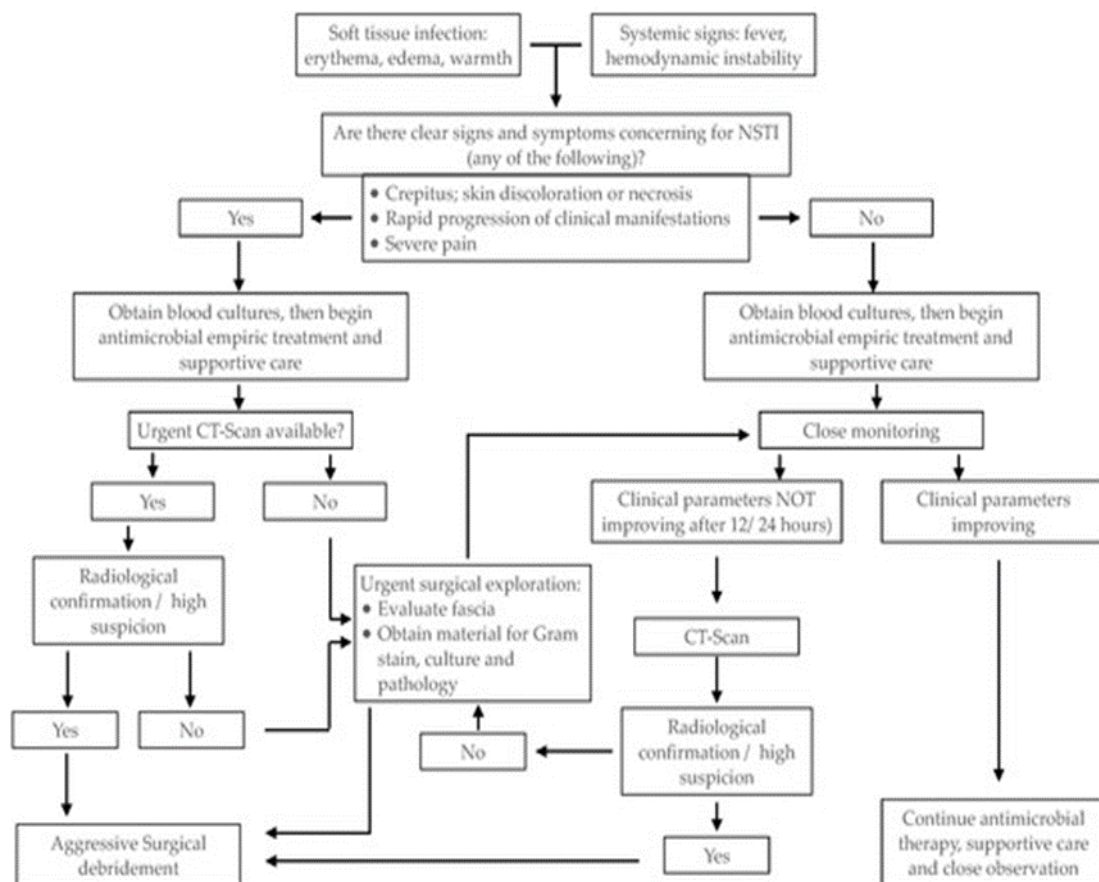 Soft tissue infection:
erythema, edema, warmth
Systemic signs: fever,
hemodynamic instability
Are there clear signs and symptoms concerning for NSTI
(any of the following)?
• Crepitus; skin discoloration or necrosis
• Rapid progression of clinical manifestations
• Severe pain
Yes
No
Obtain blood cultures, then begin
antimicrobial empiric treatment and
supportive care
Obtain blood cultures, then begin
antimicrobial empiric treatment and
supportive care
Urgent CT-Scan available?
Close monitoring
Yes
No
Clinical parameters NOT
improving after 12/ 24 hours)
Clinical parameters
improving
Radiological
confirmation / high
suspicion
Urgent surgical exploration:
• Evaluate fascia
• Obtain material for Gram
stain, culture and
pathology
CT-Scan
Yes
No
No
Radiological
confirmation / high
suspicion
Aggressive Surgical
debridement
Yes
Continue antimicrobial
therapy, supportive care
and close observation